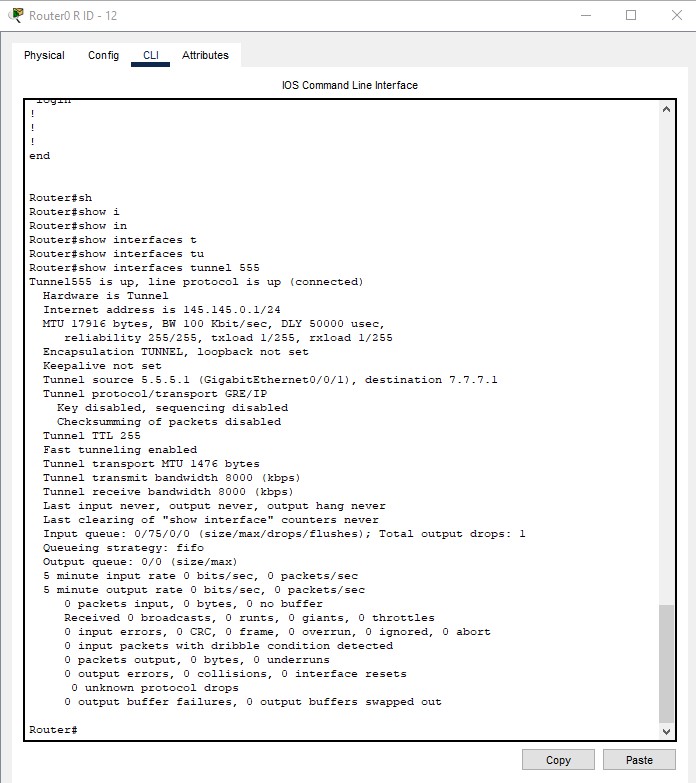 Router0 R ID - 12
Physical Config CLI Attributes
IOS Command Line Interface
login
!
!
!
end
Router#sh
Router#show i
Router#show in
Router#show interfaces t
Router#show interfaces tu
Router#show interfaces tunnel 555
Tunnel555 is up, line protocol is up (connected)
Hardware is Tunnel
Internet address is 145.145.0.1/24
MTU 17916 bytes, BW 100 Kbit/sec, DLY 50000 usec,
reliability 255/255, txload 1/255, rxload 1/255
Encapsulation TUNNEL, loopback not set
Keepalive not set
Tunnel source 5.5.5.1 (GigabitEthernet0/0/1), destination 7.7.7.1
Tunnel protocol/transport GRE/IP
Key disabled, sequencing disabled
Checksumming of packets disabled
Tunnel TTL 255
Fast tunneling enabled
Tunnel transport MTU 1476 bytes
Tunnel transmit bandwidth 8000 (kbps)
Tunnel receive bandwidth 8000 (kbps)
Last input never, output never, output hang never
Last clearing of "show interface" counters never
Input queue: 0/75/0/0 (size/max/drops/flushes); Total output drops: 1
Queueing strategy: fifo
Output queue: 0/0 (size/max)
5 minute input rate 0 bits/sec, 0 packets/sec
5 minute output rate 0 bits/sec, 0 packets/sec
0 packets input, 0 bytes, 0 no buffer
Received 0 broadcasts, 0 runts, 0 giants, 0 throttles
0 input errors, 0 CRC, 0 frame, 0 overrun, 0 ignored, 0 abort
0 input packets with dribble condition detected
0 packets output, 0 bytes, 0 underruns
0 output errors, 0 collisions, 0 interface resets
0 unknown protocol drops
0 output buffer failures, 0 output buffers swapped out
Router#
Copy Paste